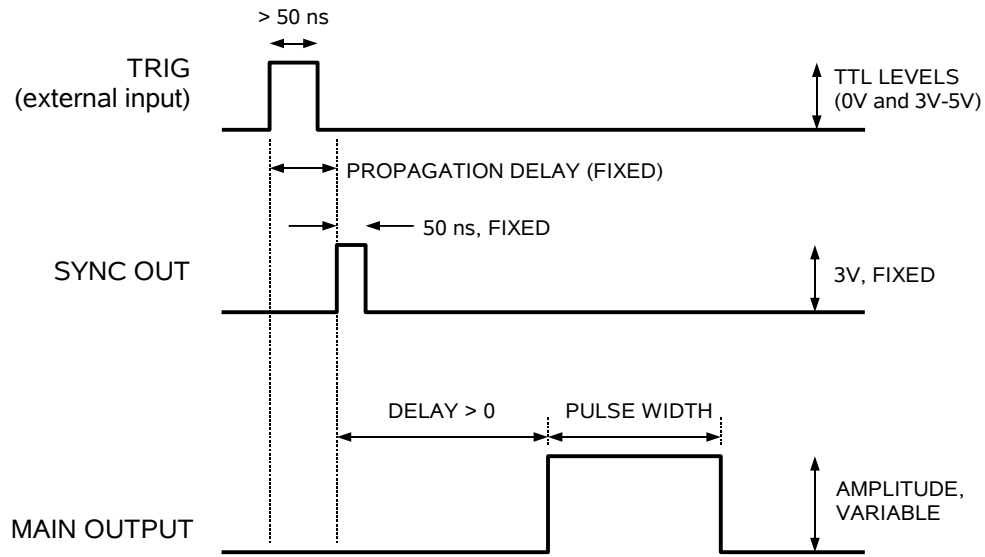 > 50 ns
TRIG
(external input)
TTL LEVELS
(0V and 3V-5V)
PROPAGATION DELAY (FIXED)
50 ns, FIXED
SYNC OUT
3V, FIXED
DELAY > 0
PULSE WIDTH
AMPLITUDE,
VARIABLE
MAIN OUTPUT